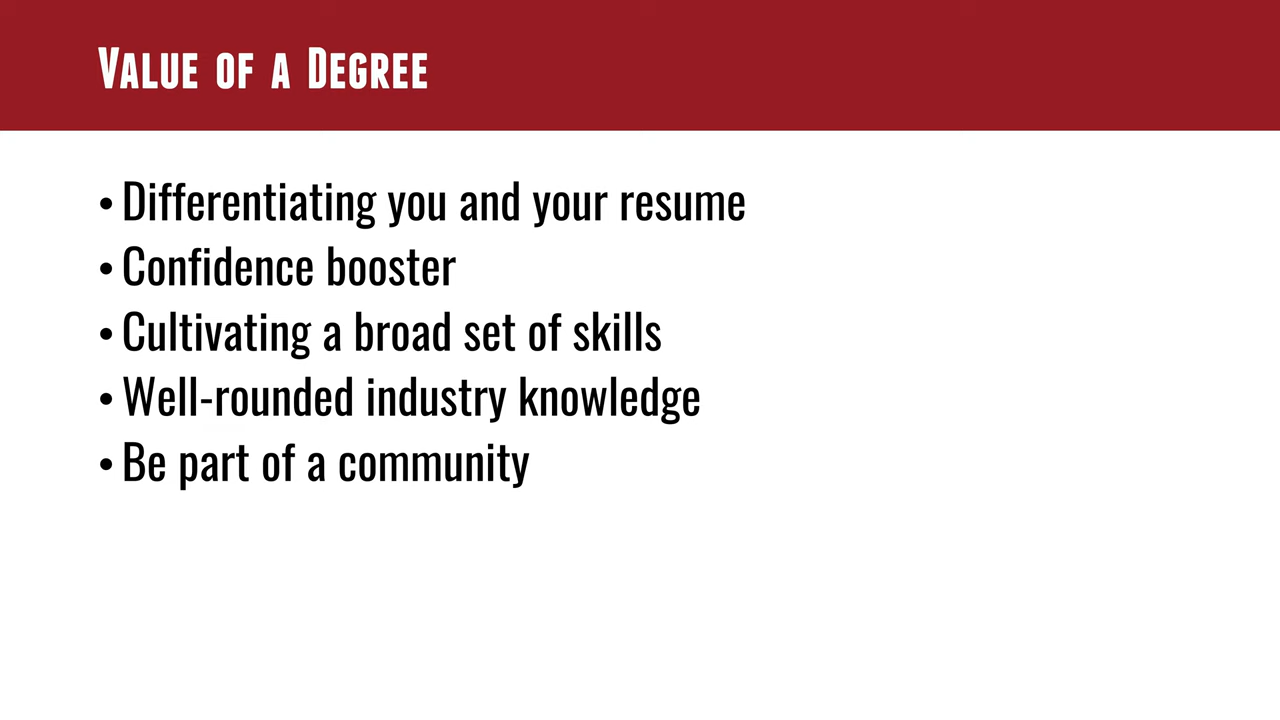 Value of a Degree
• Differentiating you and your resume
• Confidence booster
• Cultivating a broad set of skills
• Well-rounded industry knowledge
• Be part of a community